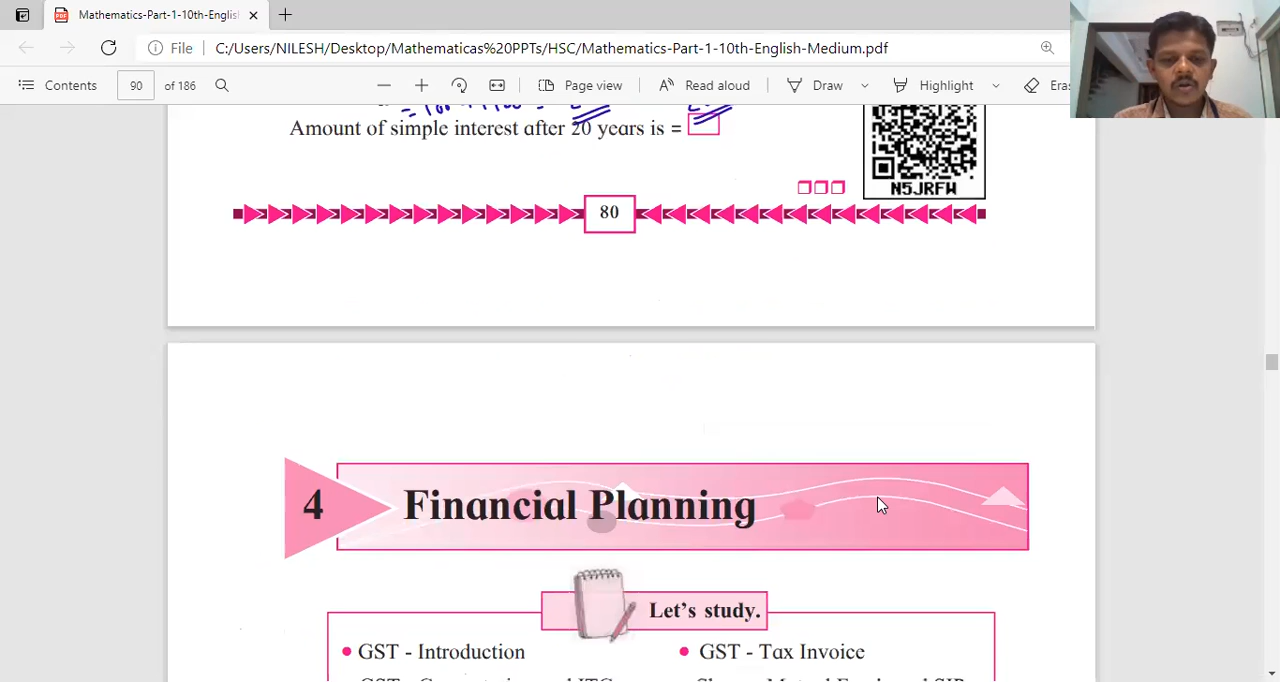 Mathematics-Part-1-10th-Englis
File
C:/Users/NILESH/Desktop/Mathematicas%20PPTs/HSC/Mathematics-Part-1-10th-English-Medium.pdf
Contents
90
of 186
Page view
Read aloud
Draw
Highlight
Eras
Amount of simple interest after 20 years is =
N5JRFW
80
4
Financial Planning
Let's study.
• GST - Introduction
• GST - Tax Invoice